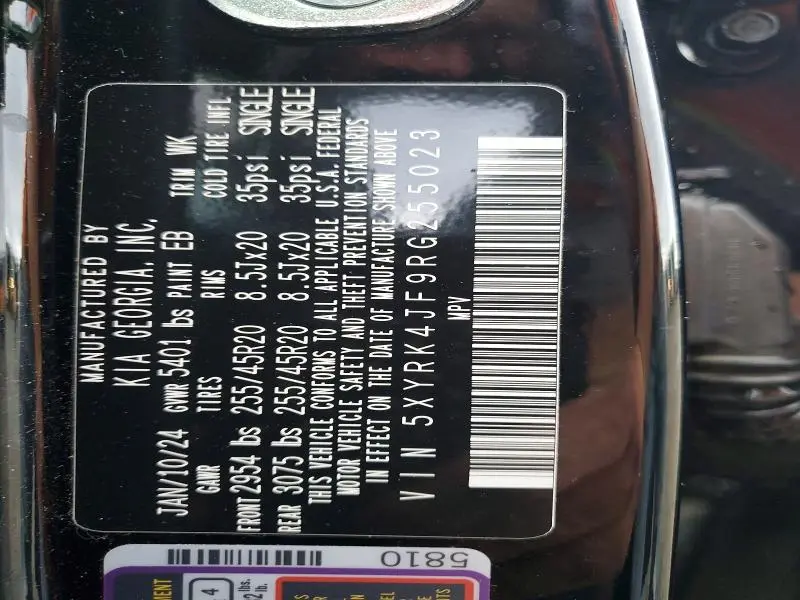 MANUFACTURED BY
KIA GEORGIA, INC.
JAN/10/24 GVWR 5401 lbs PAINT EB TRIM WK
GAWR TIRES RIMS COLD TIRE INFL
FRONT 2954 lbs 255/45R20 8.5Jx20 35psi SINGLE
REAR 3075 lbs 255/45R20 8.5Jx20 35psi SINGLE
THIS VEHICLE CONFORMS TO ALL APPLICABLE U.S.A. FEDERAL
MOTOR VEHICLE SAFETY AND THEFT PREVENTION STANDARDS
IN EFFECT ON THE DATE OF MANUFACTURE SHOWN ABOVE
VIN 5XYRK4JF9RG255023
MPV
5810